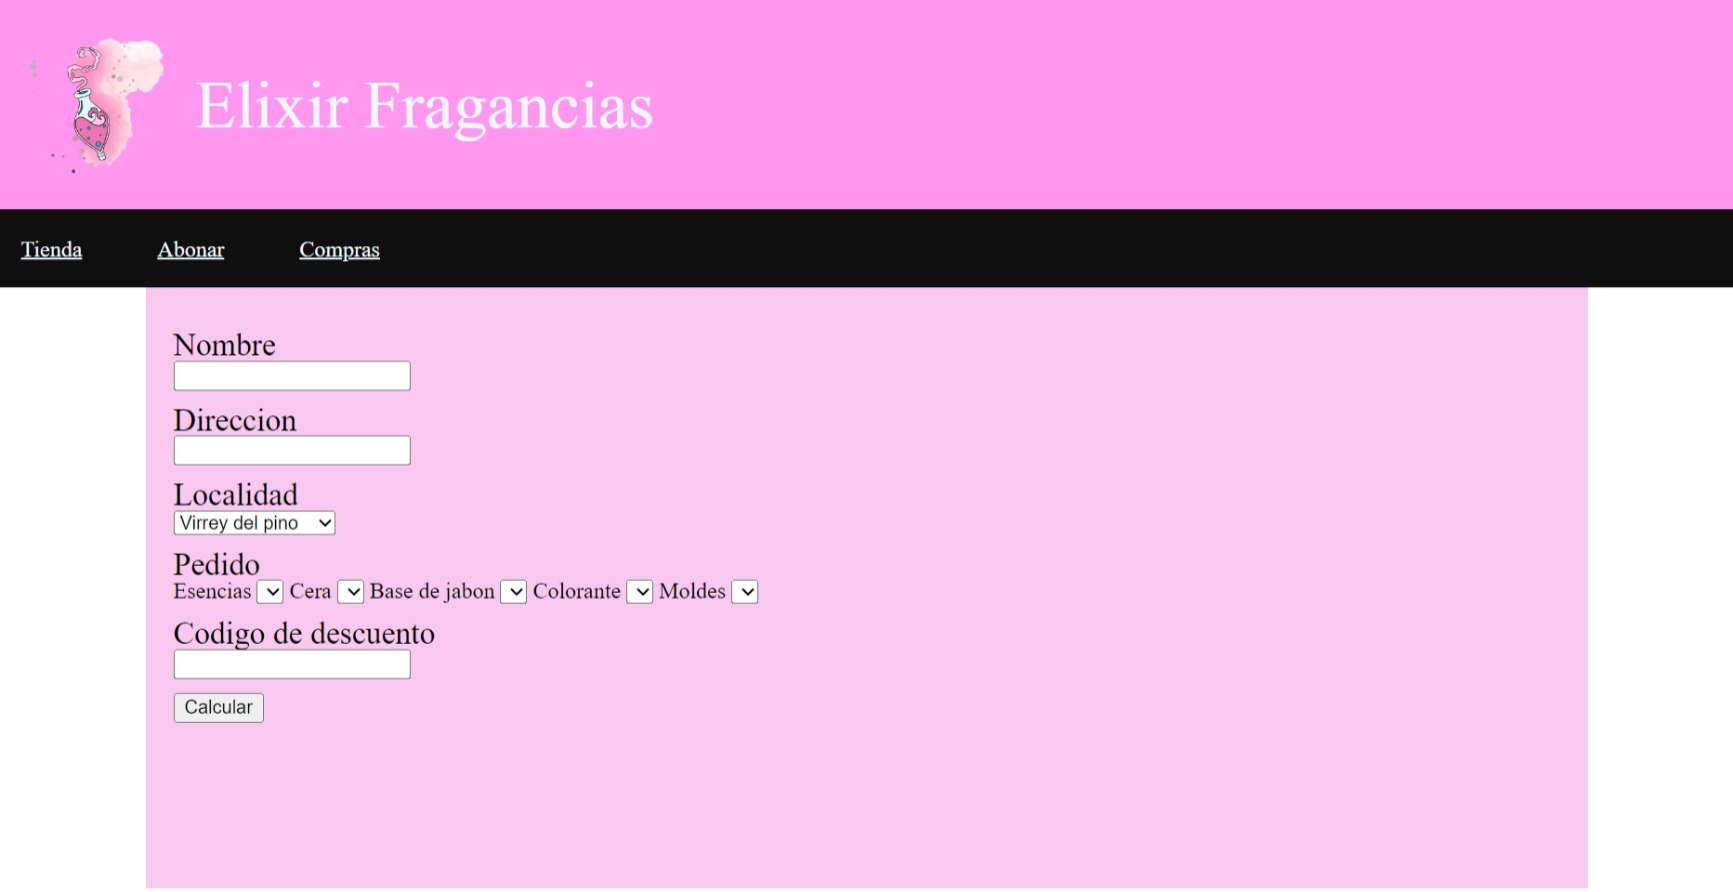 Elixir Fragancias
Tienda Abonar Compras
Nombre
Direccion
Localidad
Virrey del pino
Pedido
Esencias Cera Base de jabon Colorante Moldes
Codigo de descuento
Calcular